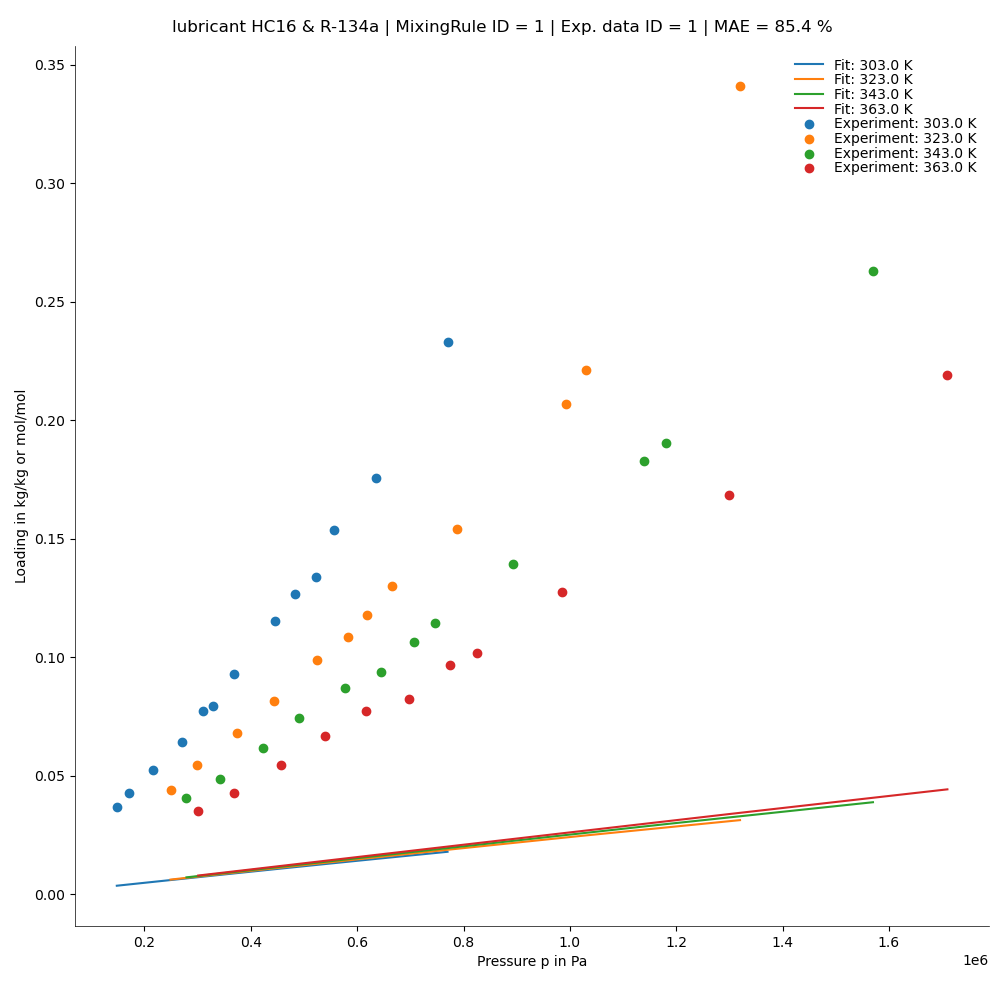 lubricant HC16 & R-134a | MixingRule ID = 1 | Exp. data ID = 1 | MAE = 85.4 %
Fit: 303.0 K
Fit: 323.0 K
Fit: 343.0 K
Fit: 363.0 K
Experiment: 303.0 K
Experiment: 323.0 K
Experiment: 343.0 K
Experiment: 363.0 K
Loading in kg/kg or mol/mol
0.35
0.30
0.25
0.20
0.15
0.10
0.05
0.00
0.2 0.4 0.6 0.8 1.0 1.2 1.4 1.6
1e6
Pressure p in Pa